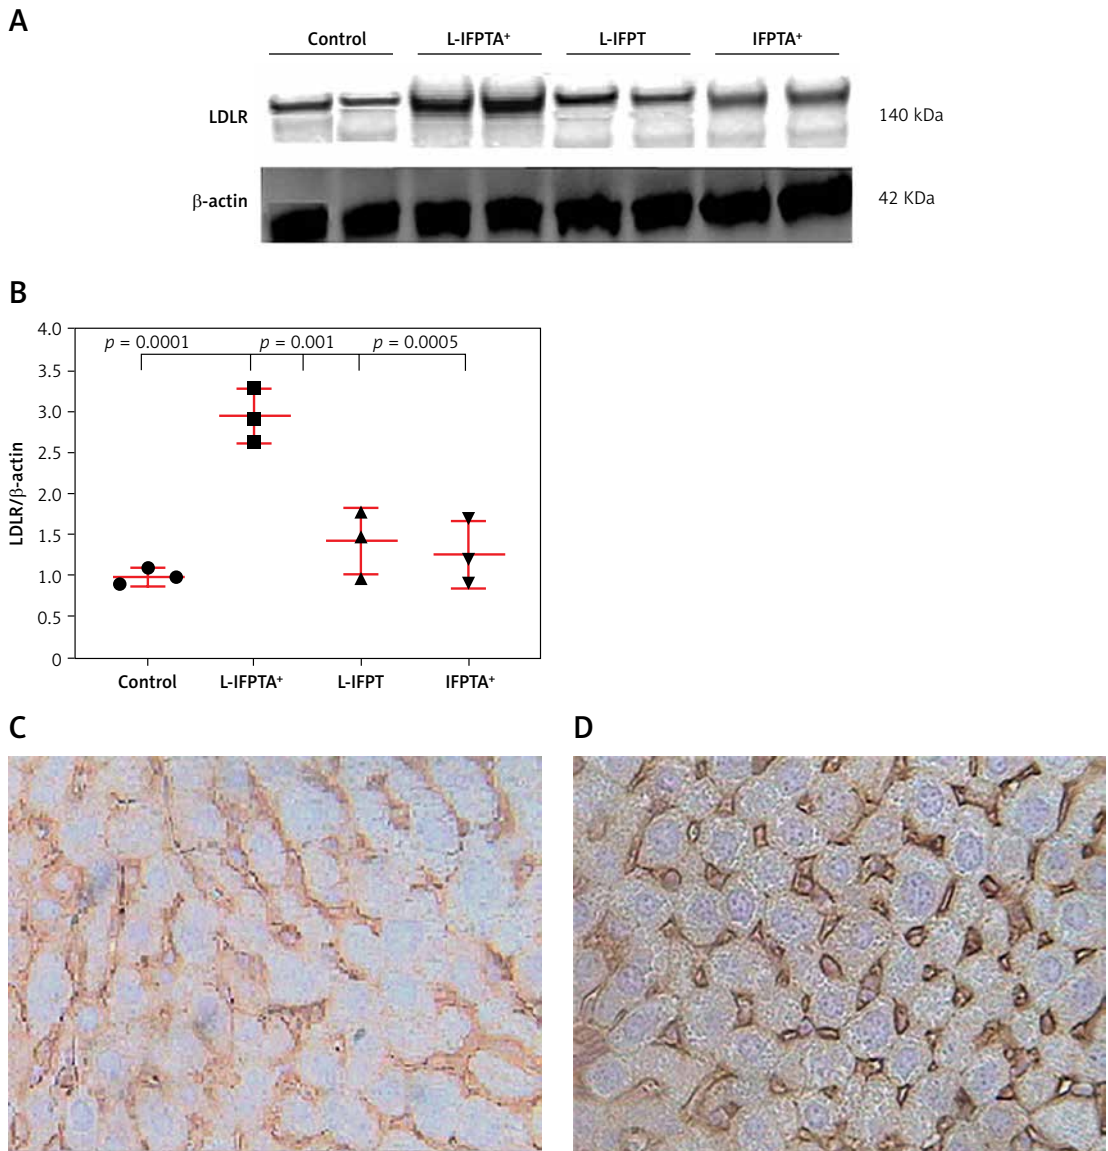 A
Control L-IFPTA+ L-IFPT IFPTA+
LDLR
140 kDa
β-actin
42 KDa
B
4.0
3.5
3.0
2.5
2.0
1.5
1.0
0.5
0
LDLR/β-actin
p = 0.0001 p = 0.001 p = 0.0005
Control L-IFPTA+ L-IFPT IFPTA+
C
D